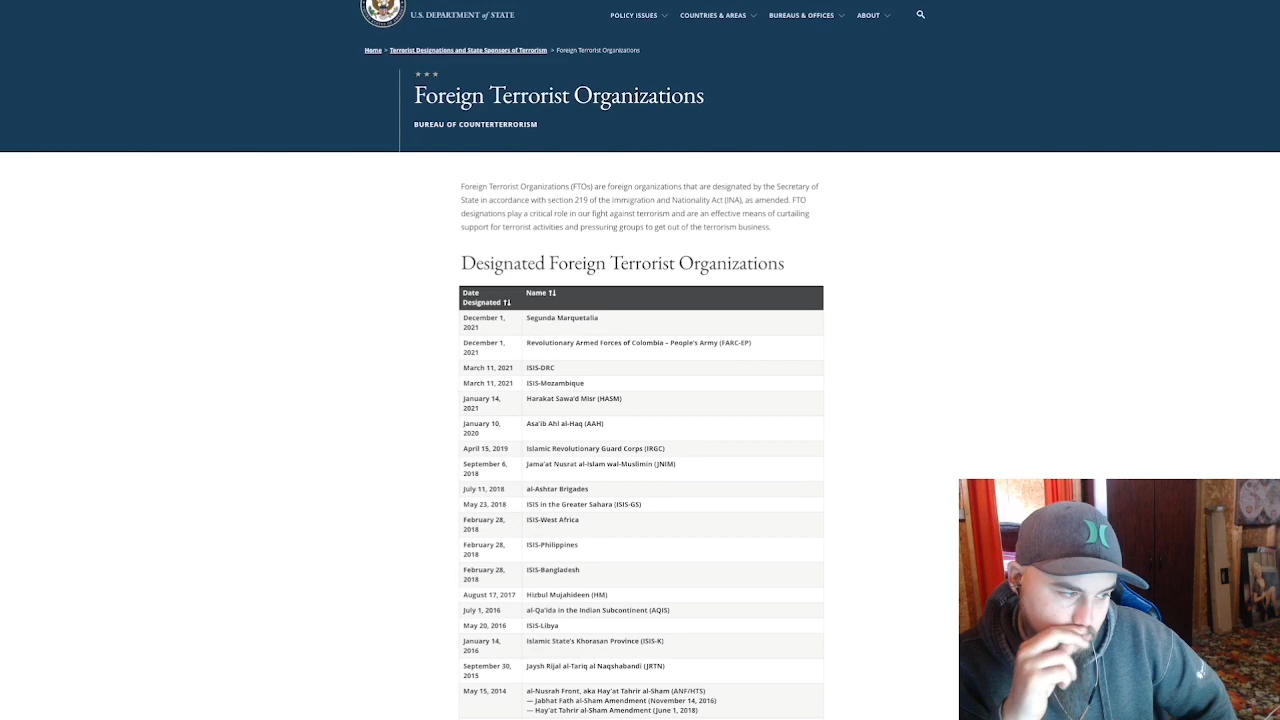 U.S. DEPARTMENT of STATE
POLICY ISSUES COUNTRIES & AREAS BUREAUS & OFFICES ABOUT
Home > Terrorist Designations and State Sponsors of Terrorism > Foreign Terrorist Organizations
Foreign Terrorist Organizations
BUREAU OF COUNTERTERRORISM
Foreign Terrorist Organizations (FTOs) are foreign organizations that are designated by the Secretary of
State in accordance with section 219 of the Immigration and Nationality Act (INA), as amended. FTO
designations play a critical role in our fight against terrorism and are an effective means of curtailing
support for terrorist activities and pressuring groups to get out of the terrorism business.
Designated Foreign Terrorist Organizations
Date
Designated Name
December 1,
2021
Segunda Marquetalia
December 1,
2021
Revolutionary Armed Forces of Colombia – People's Army (FARC-EP)
March 11, 2021 ISIS-DRC
March 11, 2021 ISIS-Mozambique
January 14,
2021
Harakat Sawa'd Misr (HASM)
January 10,
2020
Asa'ib Ahl al-Haq (AAH)
April 15, 2019 Islamic Revolutionary Guard Corps (IRGC)
September 6,
2018
Jama'at Nusrat al-Islam wal-Muslimin (JNIM)
July 11, 2018 al-Ashtar Brigades
May 23, 2018 ISIS in the Greater Sahara (ISIS-GS)
February 28,
2018
ISIS-West Africa
February 28,
2018
ISIS-Philippines
February 28,
2018
ISIS-Bangladesh
August 17, 2017 Hizbul Mujahideen (HM)
July 1, 2016 al-Qa'ida in the Indian Subcontinent (AQIS)
May 20, 2016 ISIS-Libya
January 14,
2016
Islamic State's Khorasan Province (ISIS-K)
September 30,
2015
Jaysh Rijal al-Tariq al Naqshabandi (JRTN)
May 15, 2014 al-Nusrah Front, aka Hay'at Tahrir al-Sham (ANF/HTS)
— Jabhat Fath al-Sham Amendment (November 14, 2016)
— Hay'at Tahrir al-Sham Amendment (June 1, 2018)